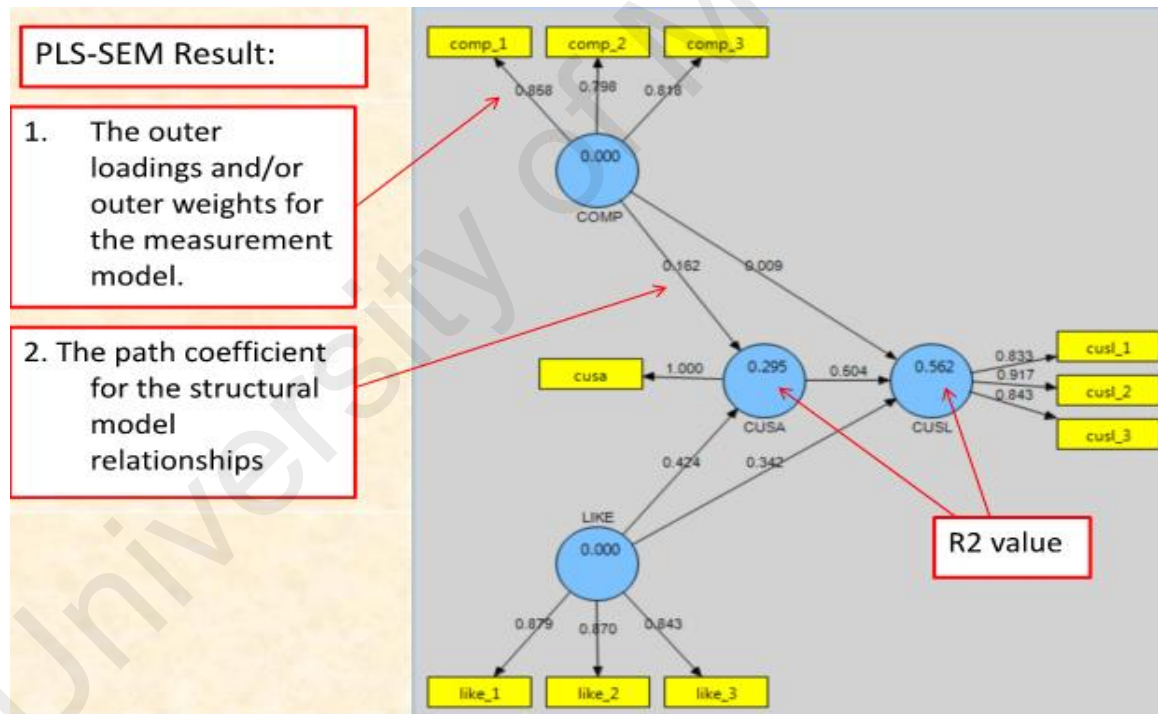 PLS-SEM Result:
1. The outer
loadings and/or
outer weights for
the measurement
model.
2. The path coefficient
for the structural
model
relationships
comp_1
comp_2
comp_3
0.858
0.798
0.818
0.000
COMP
0.162
0.009
cusa
1.000
0.295
CUSA
0.504
0.562
CUSL
0.833
0.917
0.843
cusl_1
cusl_2
cusl_3
0.424
0.342
LIKE
0.000
R2 value
0.879
0.870
0.843
like_1
like_2
like_3
University of M